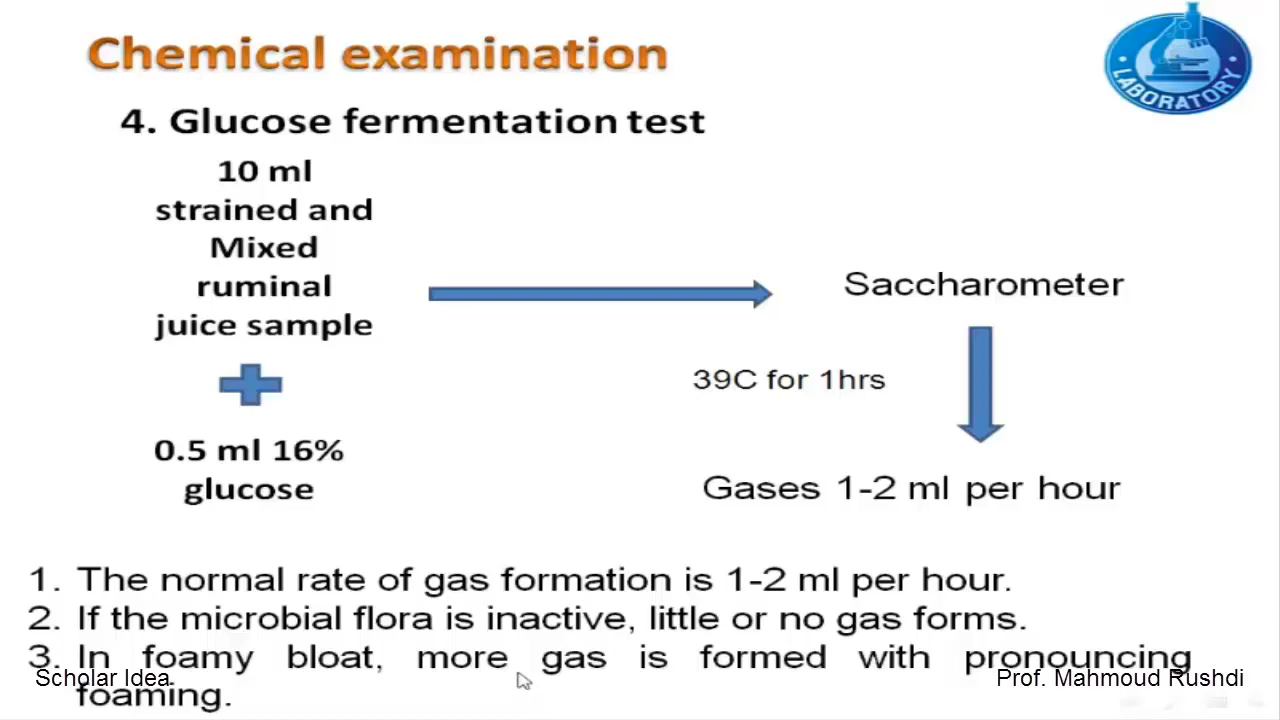 Chemical examination
LABORATORY
4. Glucose fermentation test
10 ml
strained and
Mixed
ruminal
juice sample
0.5 ml 16%
glucose
Saccharometer
39C for 1hrs
Gases 1-2 ml per hour
1. The normal rate of gas formation is 1-2 ml per hour.
2. If the microbial flora is inactive, little or no gas forms.
3. In foamy bloat, more gas is formed with pronouncing
foaming.
Scholar Idea
Prof. Mahmoud Rushdi